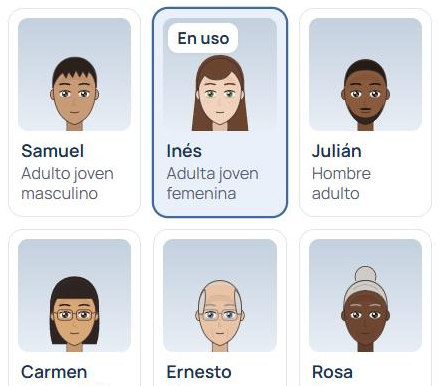 En uso
Samuel
Adulto joven
masculino
Inés
Adulta joven
femenina
Julián
Hombre
adulto
Carmen
Ernesto
Rosa